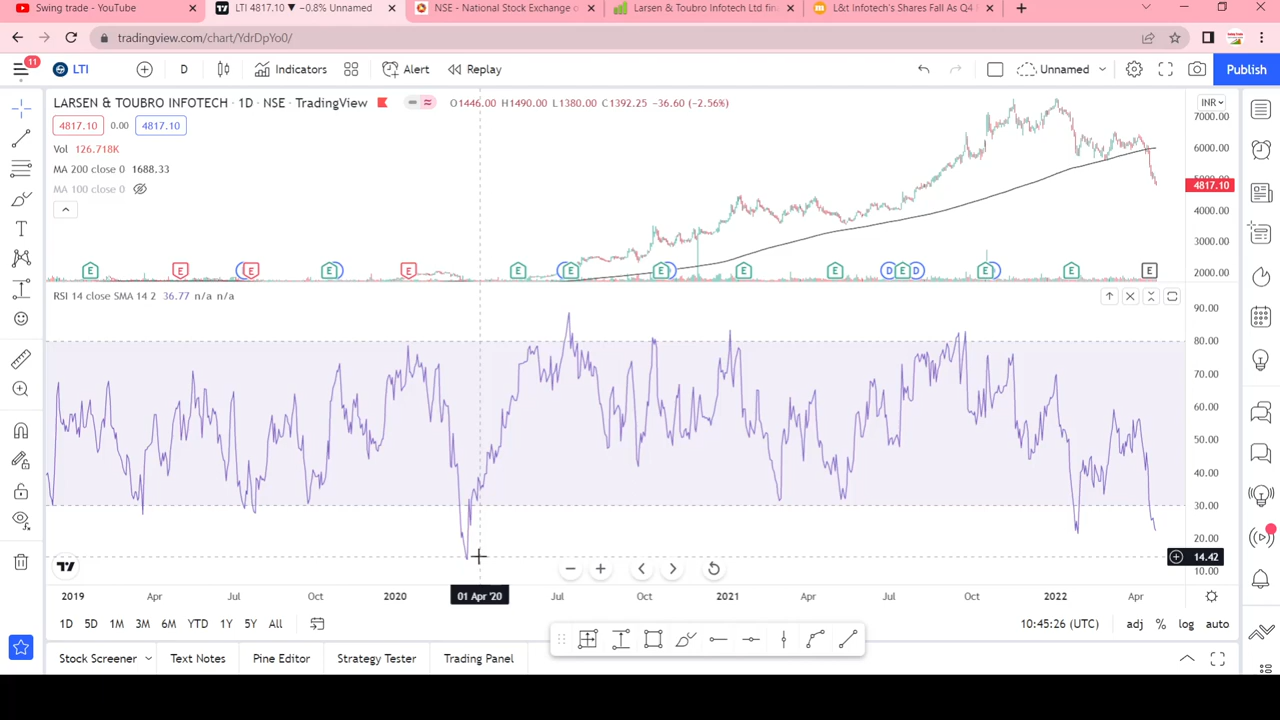 Swing trade - YouTube
LTI 4817.10 ▼ −0.8% Unnamed
NSE - National Stock Exchange o
Larsen & Toubro Infotech Ltd fin
L&t Infotech's Shares Fall As Q4
tradingview.com/chart/YdrDpYo0/
11
LTI
D
Indicators
Alert
Replay
Unnamed
Publish
LARSEN & TOUBRO INFOTECH · 1D · NSE · TradingView
O1446.00 H1490.00 L1380.00 C1392.25 −36.60 (−2.56%)
INR
4817.10 0.00 4817.10
Vol 126.718K
MA 200 close 0 1688.33
MA 100 close 0
7000.00
6000.00
5000.00
4817.10
4000.00
3000.00
2000.00
E E E E E E E E E E D E D E E E
RSI 14 close SMA 14 2 36.77 n/a n/a
90.00
80.00
70.00
60.00
50.00
40.00
30.00
20.00
14.42
10.00
2019 Apr Jul Oct 2020 01 Apr '20 Jul Oct 2021 Apr Jul Oct 2022 Apr
1D 5D 1M 3M 6M YTD 1Y 5Y All
10:45:26 (UTC) adj % log auto
Stock Screener Text Notes Pine Editor Strategy Tester Trading Panel